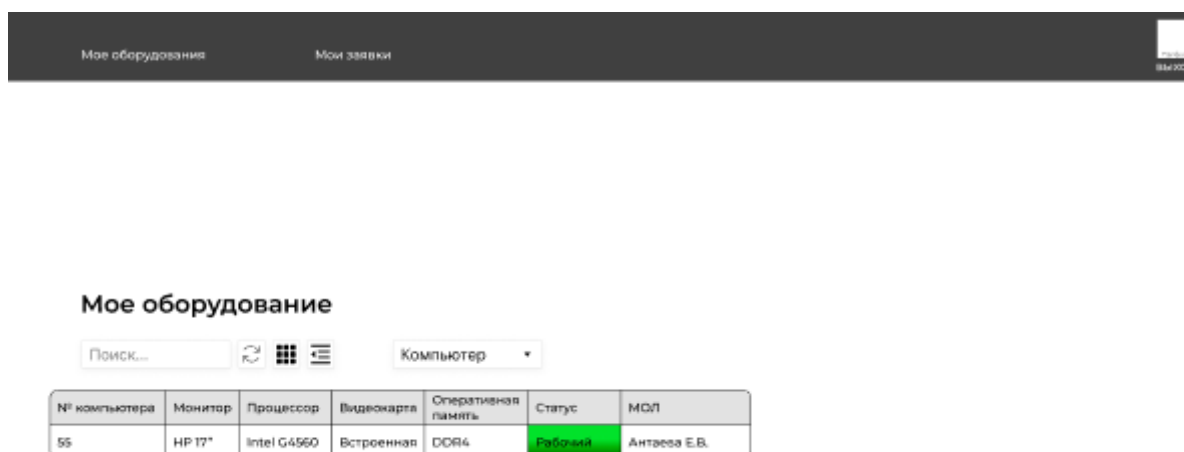 Мое оборудования
Мои заявки
Мое оборудование
Поиск...
Компьютер
№ компьютера
Монитор
Процессор
Видеокарта
Оперативная
память
Статус
МОЛ
55
HP 17"
Intel G4560
Встроенная
DDR4
Рабочий
Антаева Е.В.